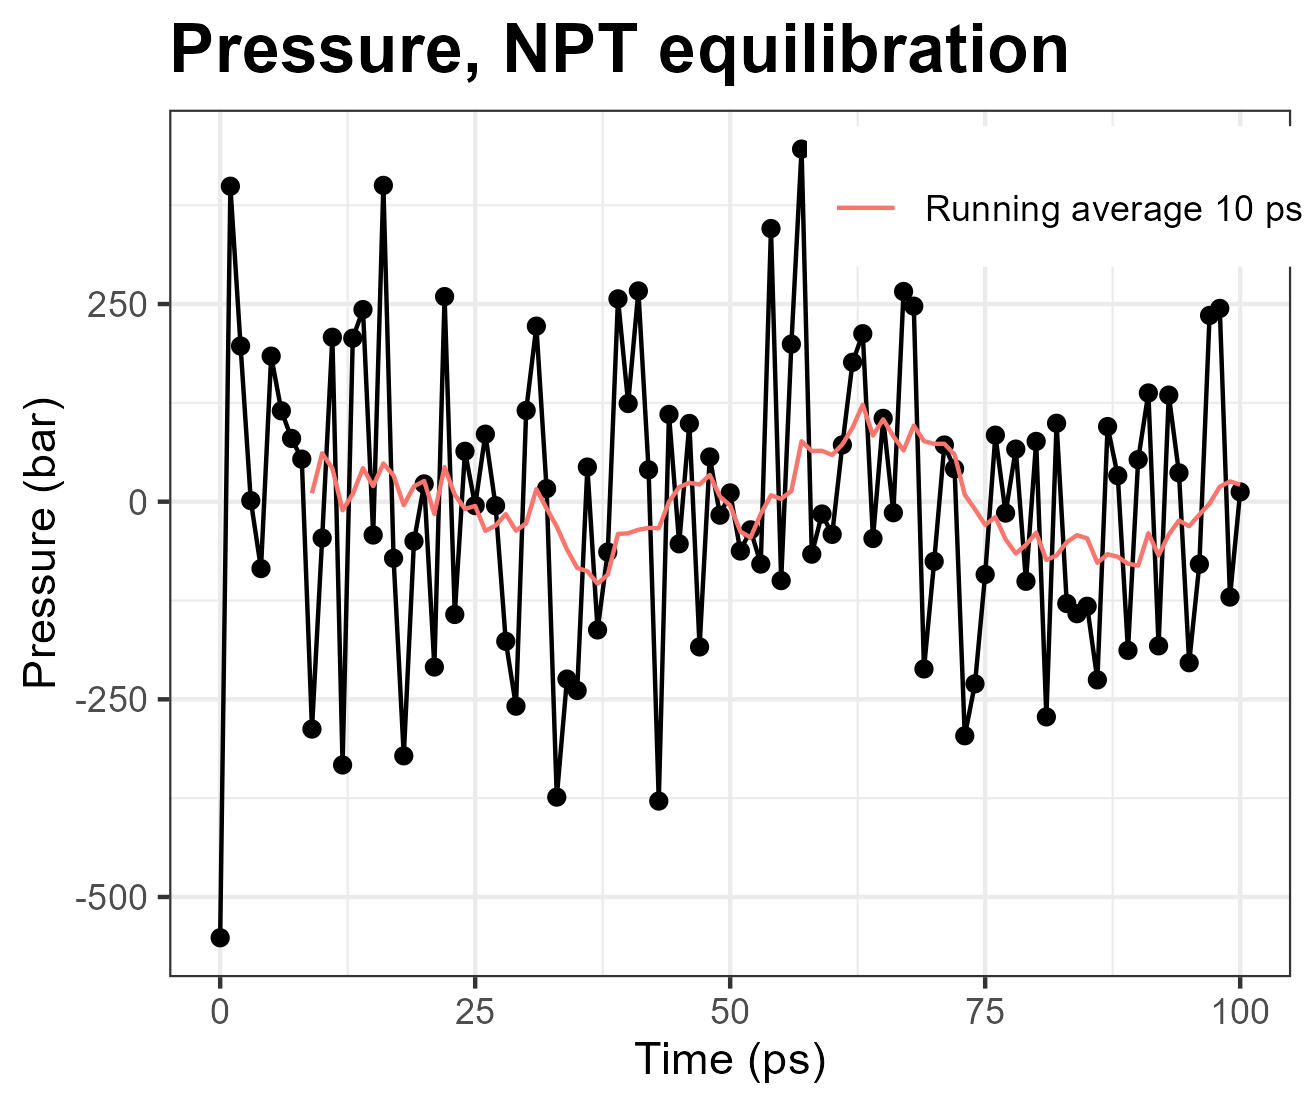 Pressure, NPT equilibration
Running average 10 ps
250
0
-250
-500
Pressure (bar)
0 25 50 75 100
Time (ps)